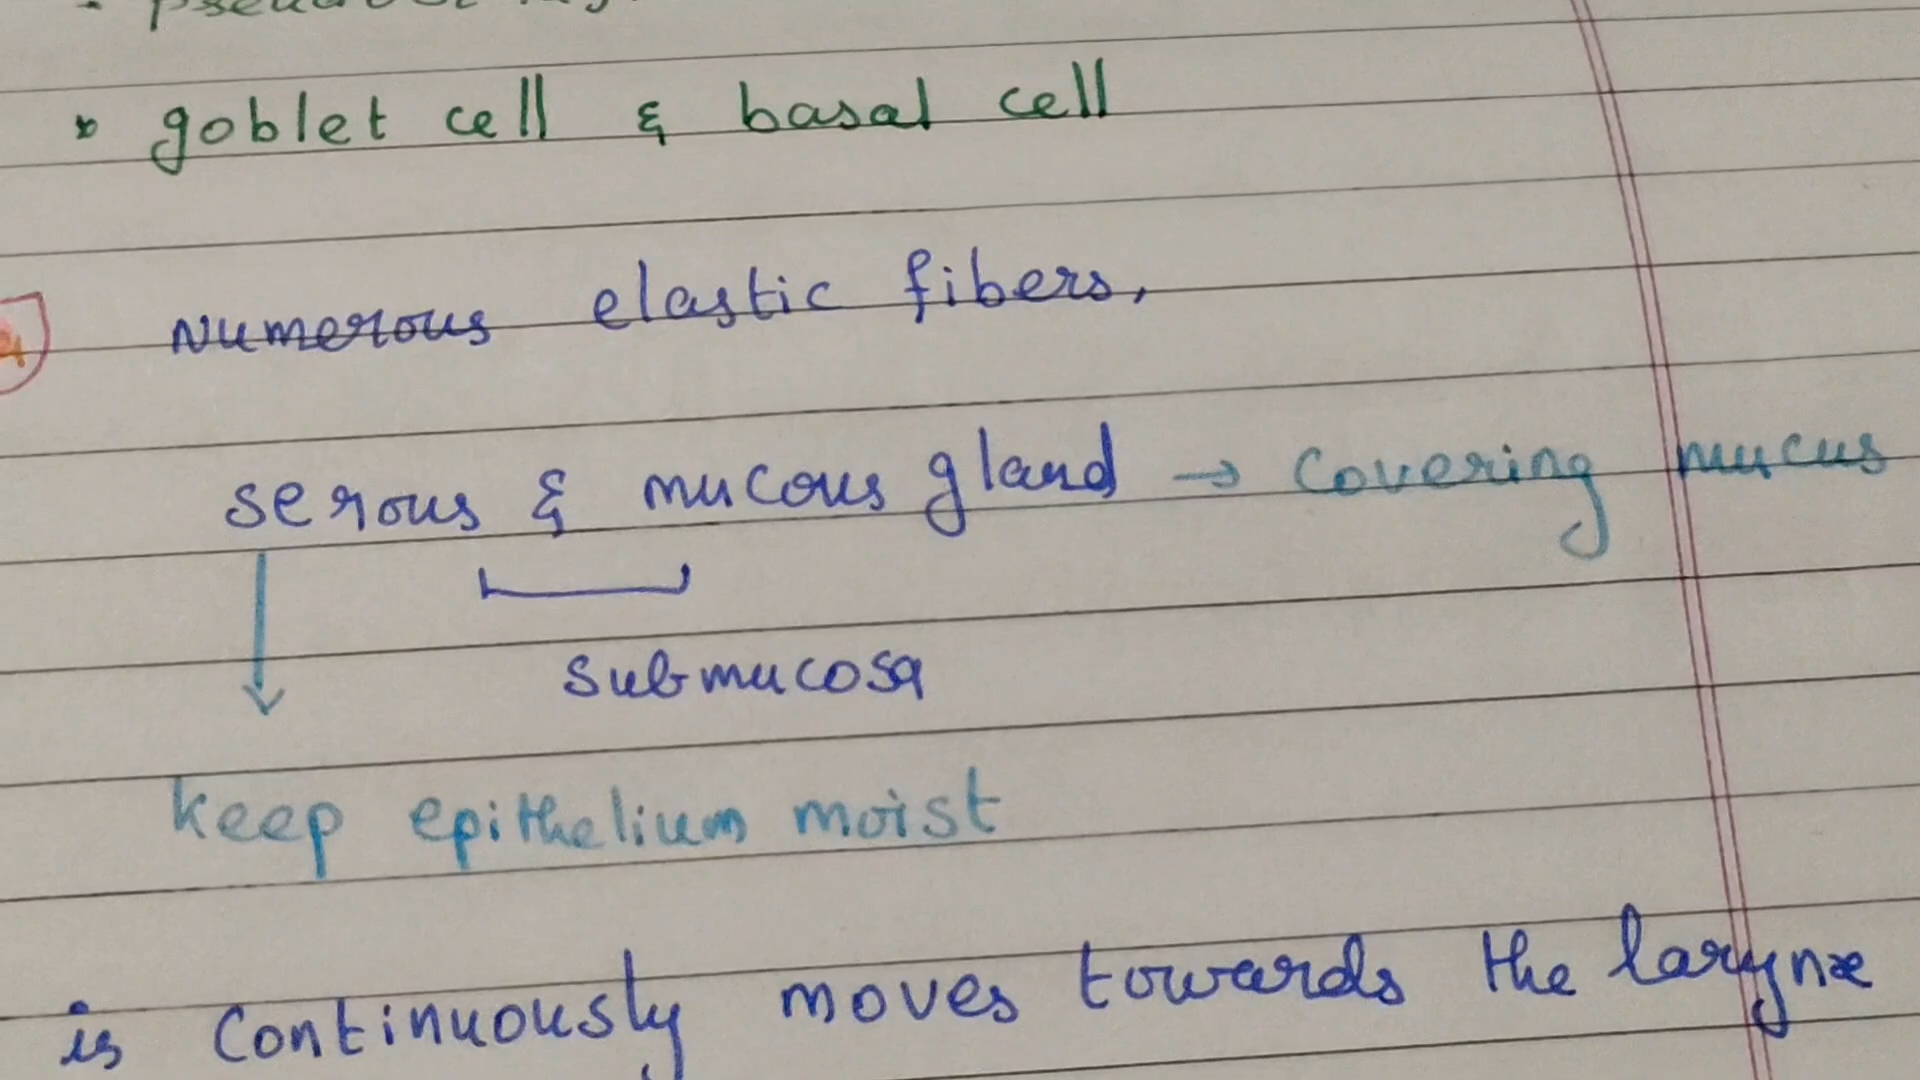 • goblet cell & basal cell
Numerous elastic fibers,
serous & mucous gland → covering mucus
submucosa
keep epithelium moist
is continuously moves towards the larynx